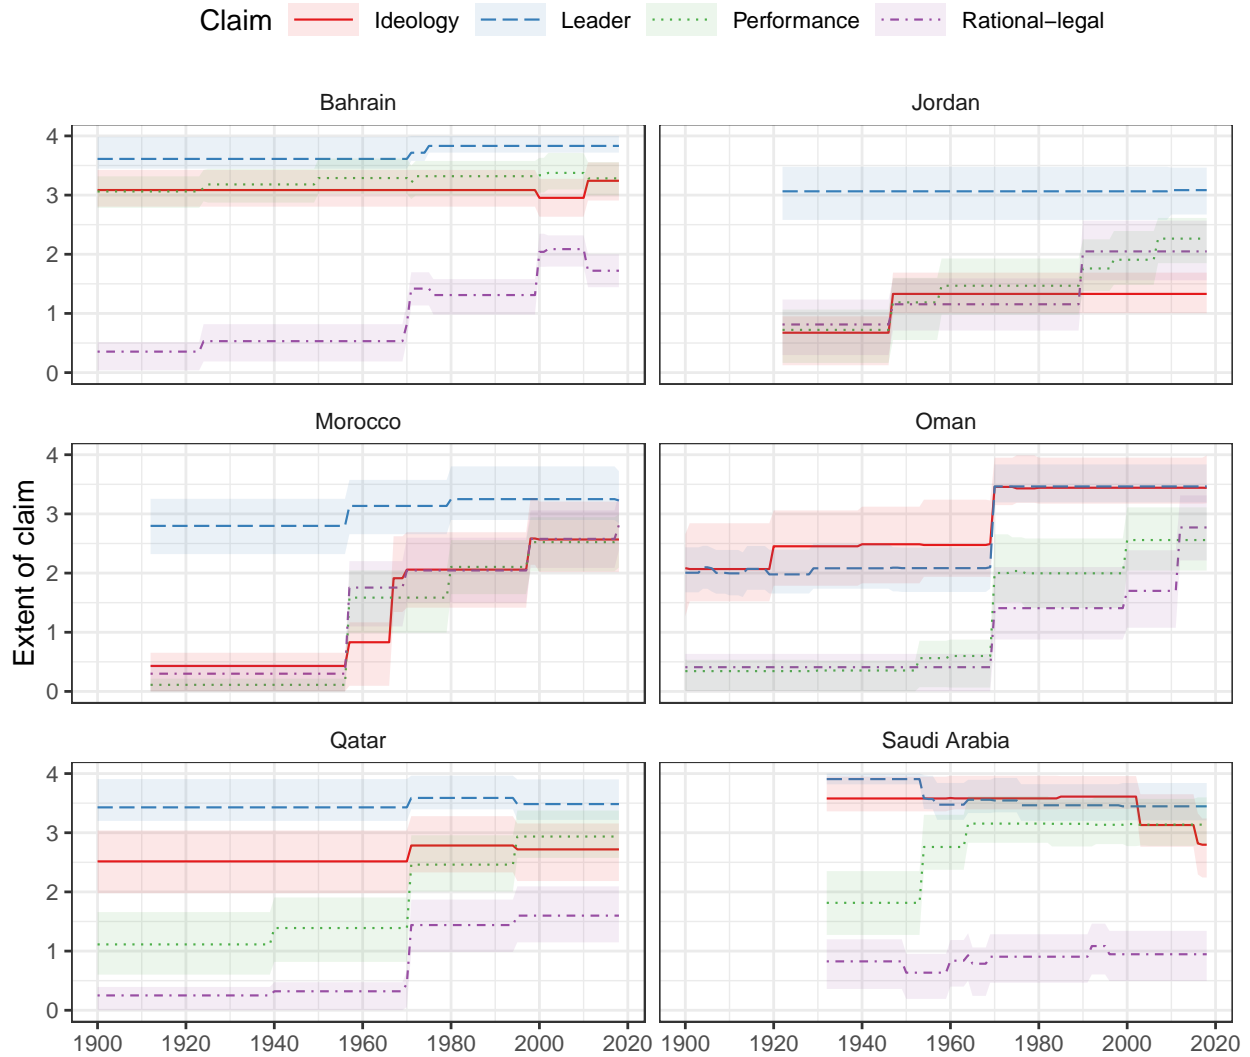 Claim Ideology Leader Performance Rational−legal
Bahrain Jordan
4
3
2
1
0
Morocco Oman
4
3
2
1
0
Extent of claim
Qatar Saudi Arabia
4
3
2
1
0
1900 1920 1940 1960 1980 2000 2020 1900 1920 1940 1960 1980 2000 2020